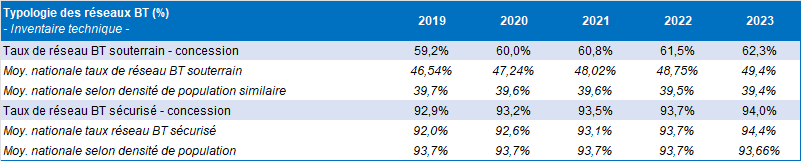 Typologie des réseaux BT (%)
- Inventaire technique - 2019 2020 2021 2022 2023
Taux de réseau BT souterrain - concession 59,2% 60,0% 60,8% 61,5% 62,3%
Moy. nationale taux de réseau BT souterrain 46,54% 47,24% 48,02% 48,75% 49,4%
Moy. nationale selon densité de population similaire 39,7% 39,6% 39,6% 39,5% 39,4%
Taux de réseau BT sécurisé - concession 92,9% 93,2% 93,5% 93,7% 94,0%
Moy. nationale taux réseau BT sécurisé 92,0% 92,6% 93,1% 93,7% 94,4%
Moy. nationale selon densité de population 93,7% 93,7% 93,7% 93,7% 93,66%